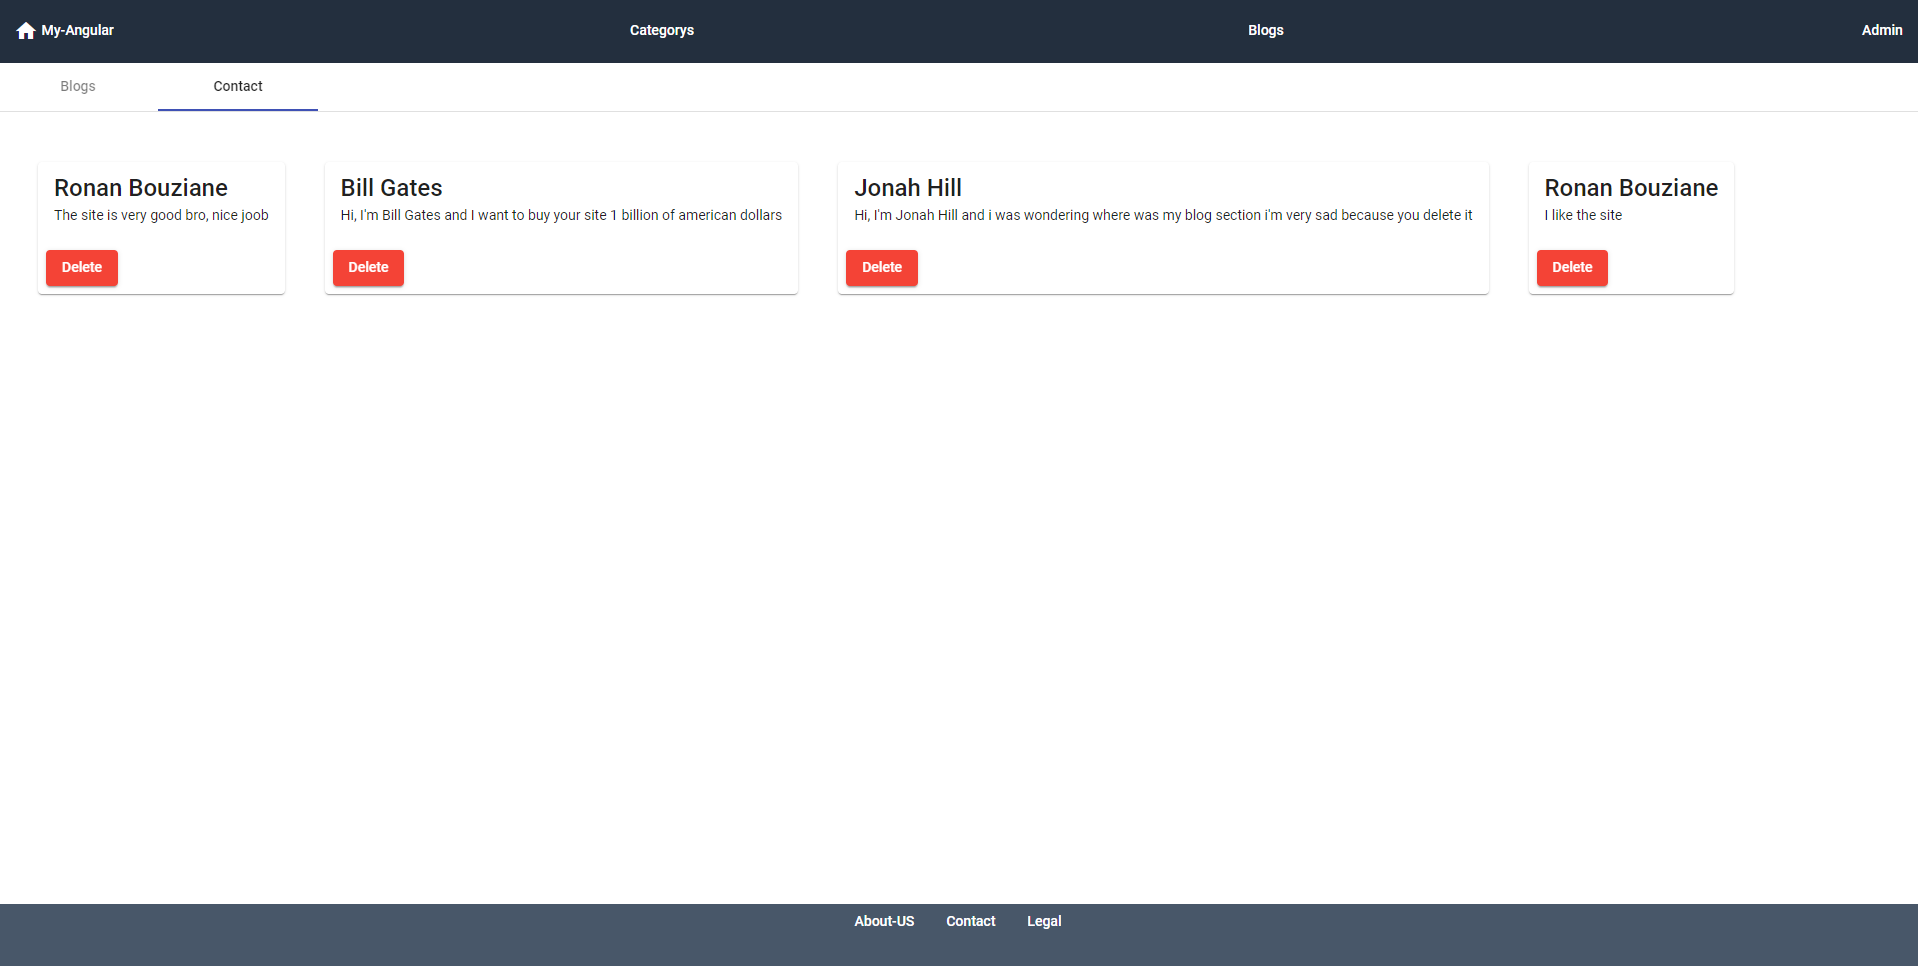 My-Angular
Categorys
Blogs
Admin
Blogs
Contact
Ronan Bouziane
The site is very good bro, nice joob
Delete
Bill Gates
Hi, I'm Bill Gates and I want to buy your site 1 billion of american dollars
Delete
Jonah Hill
Hi, I'm Jonah Hill and i was wondering where was my blog section i'm very sad because you delete it
Delete
Ronan Bouziane
I like the site
Delete
About-US
Contact
Legal